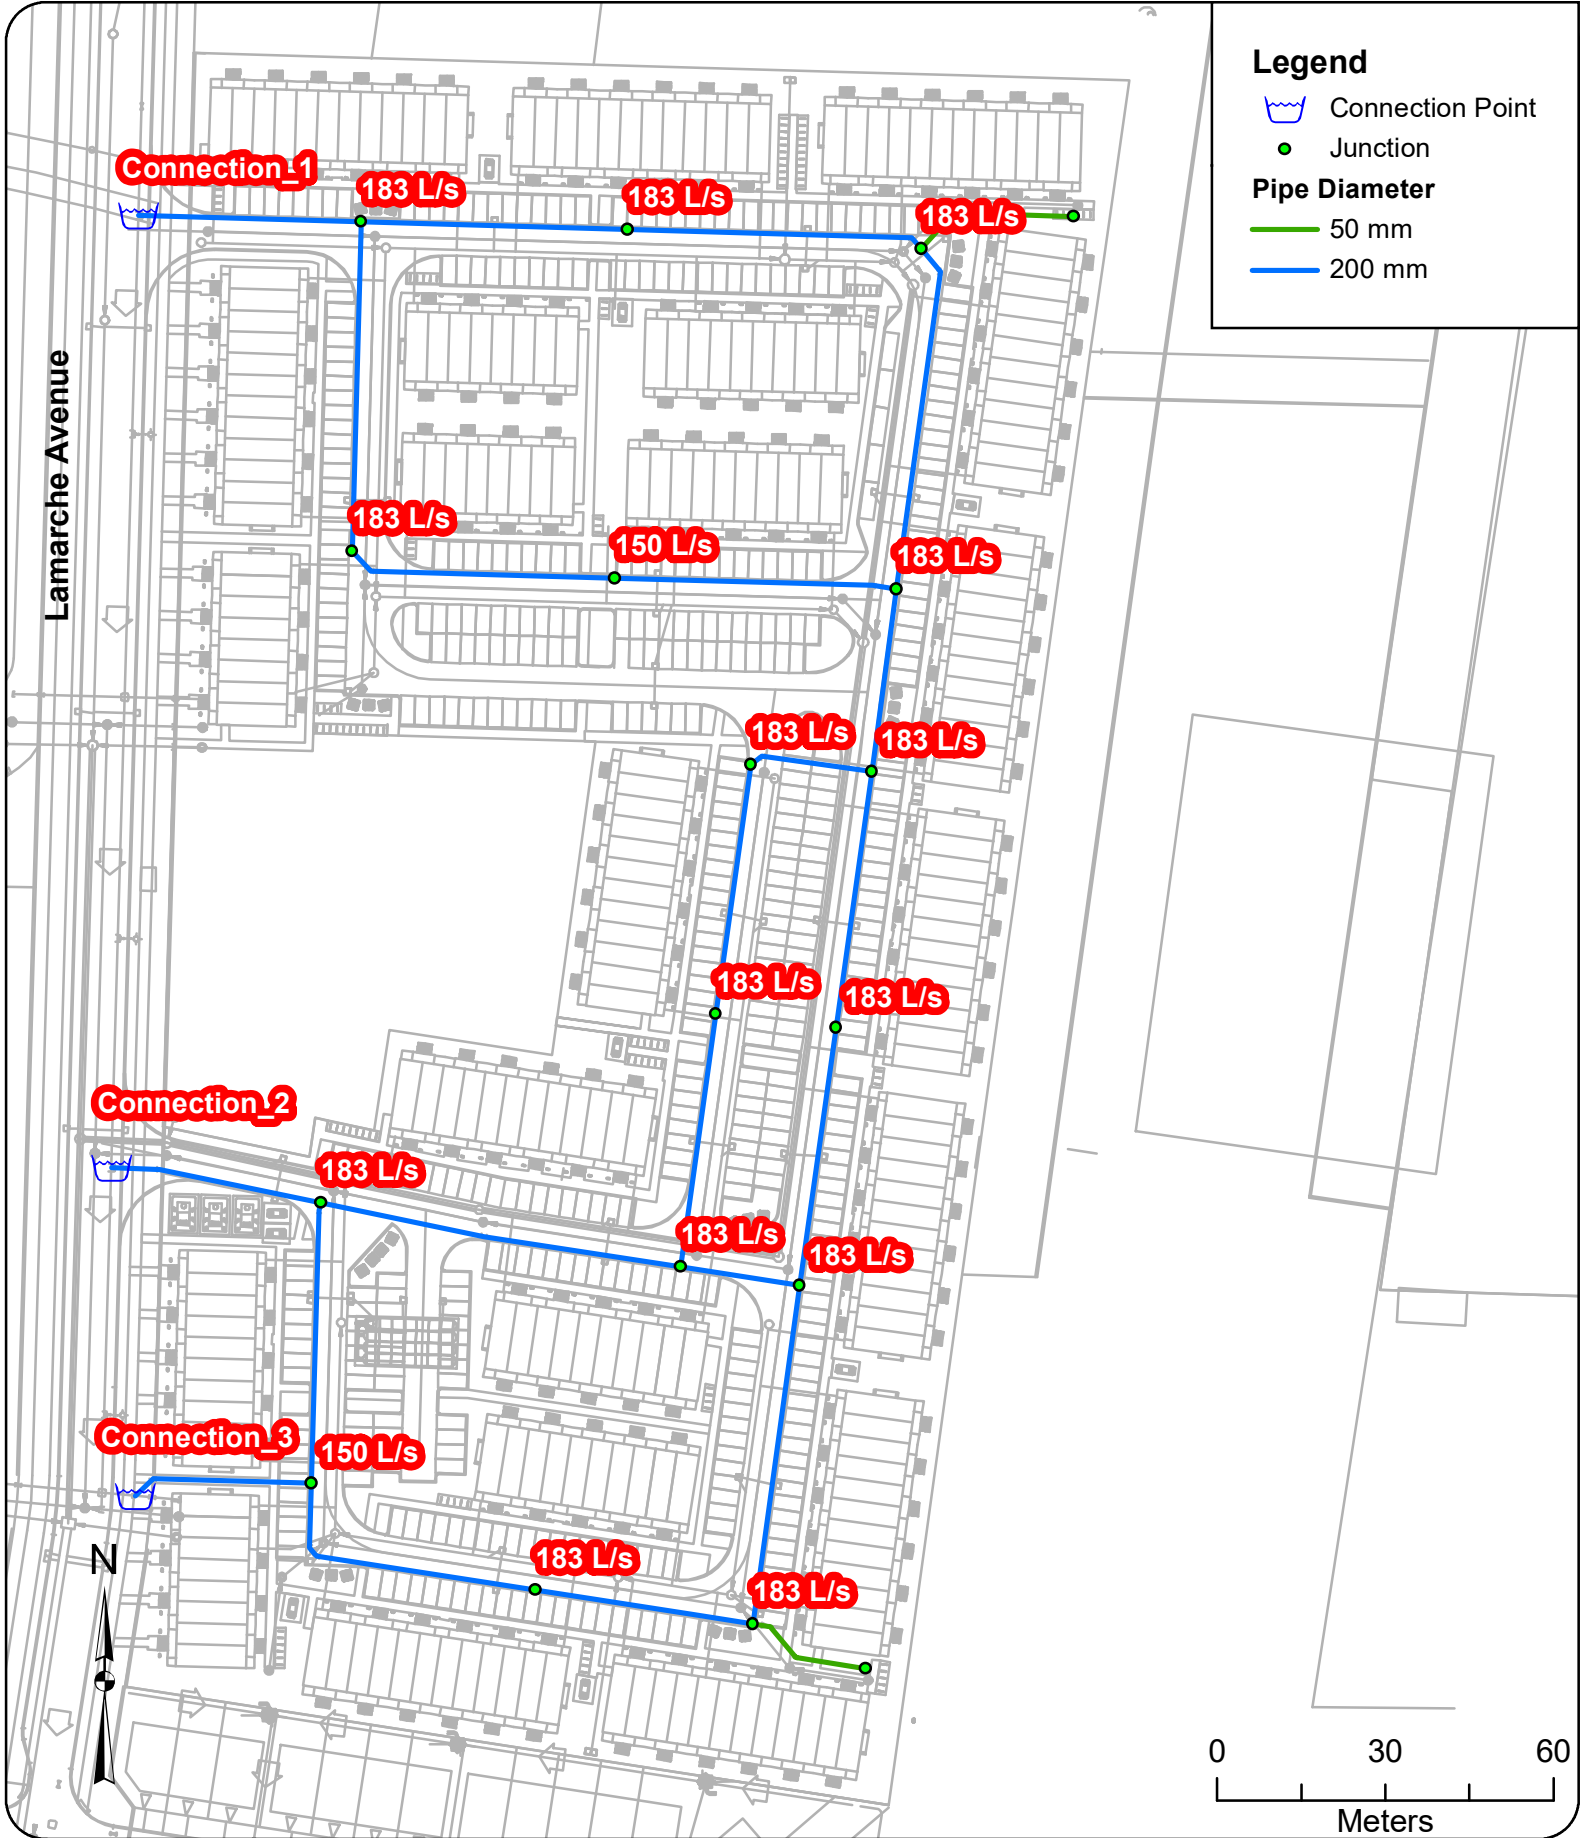 Legend
Connection Point
Junction
Pipe Diameter
50 mm
200 mm
Connection_1
183 L/s
183 L/s
183 L/s
Lamarche Avenue
183 L/s
150 L/s
183 L/s
183 L/s
183 L/s
183 L/s
183 L/s
Connection_2
183 L/s
183 L/s
183 L/s
Connection_3
150 L/s
183 L/s
183 L/s
N
0 30 60
Meters